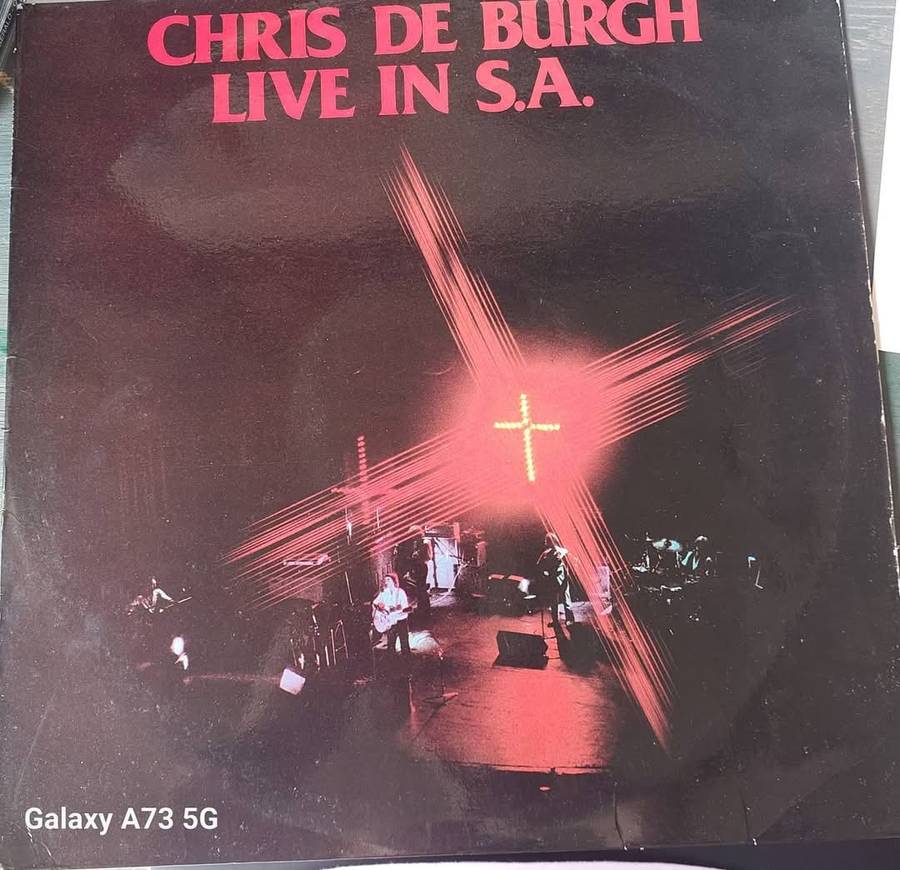 CHRIS DE BURGH
LIVE IN S.A.
Galaxy A73 5G